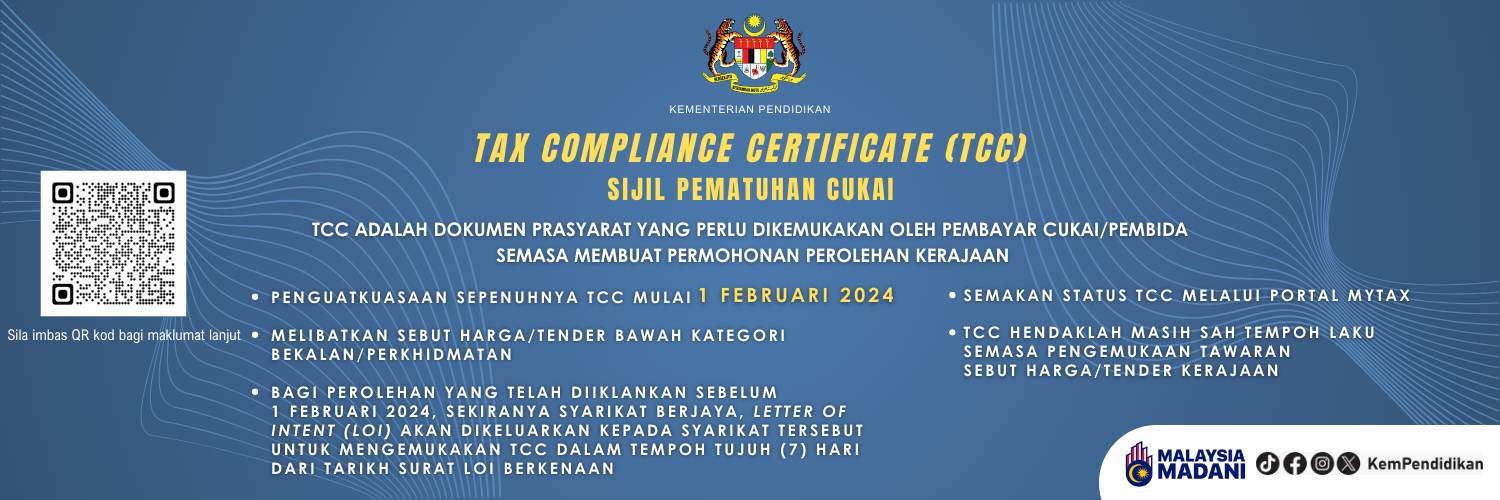 KEMENTERIAN PENDIDIKAN
TAX COMPLIANCE CERTIFICATE (TCC)
SIJIL PEMATUHAN CUKAI
TCC ADALAH DOKUMEN PRASYARAT YANG PERLU DIKEMUKAKAN OLEH PEMBAYAR CUKAI/PEMBIDA
SEMASA MEMBUAT PERMOHONAN PEROLEHAN KERAJAAN
Sila imbas QR kod bagi maklumat lanjut
• PENGUATKUASAAN SEPENUHNYA TCC MULAI 1 FEBRUARI 2024
• MELIBATKAN SEBUT HARGA/TENDER BAWAH KATEGORI
BEKALAN/PERKHIDMATAN
• BAGI PEROLEHAN YANG TELAH DIIKLANKAN SEBELUM
1 FEBRUARI 2024, SEKIRANYA SYARIKAT BERJAYA, LETTER OF
INTENT (LOI) AKAN DIKELUARKAN KEPADA SYARIKAT TERSEBUT
UNTUK MENGEMUKAKAN TCC DALAM TEMPOH TUJUH (7) HARI
DARI TARIKH SURAT LOI BERKENAAN
• SEMAKAN STATUS TCC MELALUI PORTAL MYTAX
• TCC HENDAKLAH MASIH SAH TEMPOH LAKU
SEMASA PENGEMUKAAN TAWARAN
SEBUT HARGA/TENDER KERAJAAN
MALAYSIA
MADANI
KemPendidikan